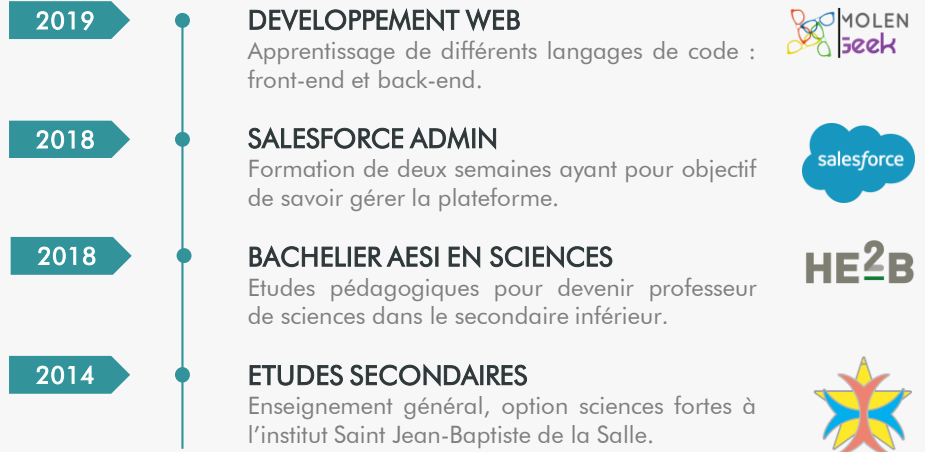 2019
DEVELOPPEMENT WEB
Apprentissage de différents langages de code :
front-end et back-end.
MOLEN
Geek
2018
SALESFORCE ADMIN
Formation de deux semaines ayant pour objectif
de savoir gérer la plateforme.
salesforce
2018
BACHELIER AESI EN SCIENCES
Etudes pédagogiques pour devenir professeur
de sciences dans le secondaire inférieur.
HE2B
2014
ETUDES SECONDAIRES
Enseignement général, option sciences fortes à
l’institut Saint Jean-Baptiste de la Salle.